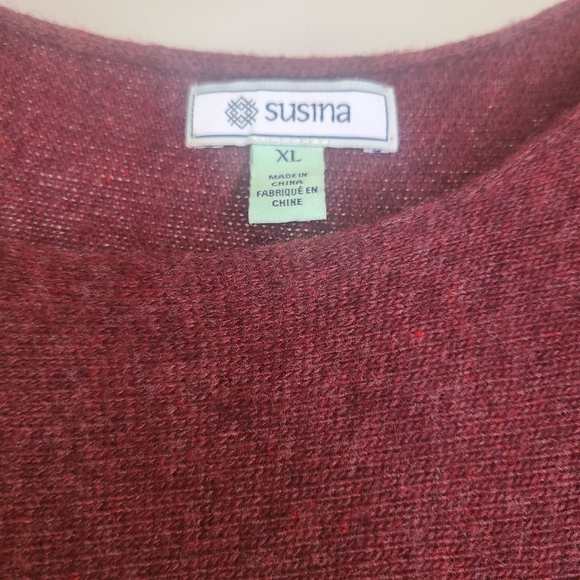 susina
XL
MADE IN
CHINA
FABRIQUÉ EN
CHINE